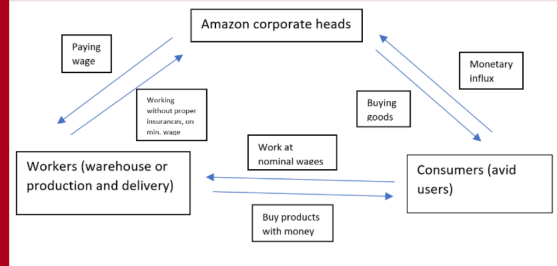 Amazon corporate heads
Paying
wage
Monetary
influx
Working
without proper
insurances, on
min. wage
Buying
goods
Work at
nominal wages
Workers (warehouse or
production and delivery)
Consumers (avid
users)
Buy products
with money